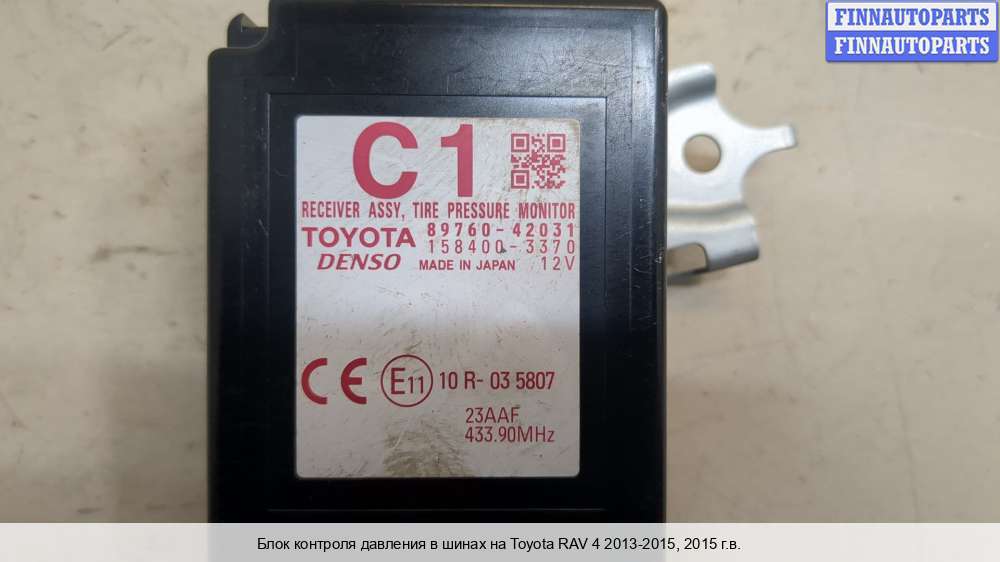 FINNAUTOPARTS
FINNAUTOPARTS
C1
RECEIVER ASSY, TIRE PRESSURE MONITOR
TOYOTA 89760-42031
158400-3370
DENSO MADE IN JAPAN 12V
CE E11 10 R- 03 5807
23AAF
433.90MHz
Блок контроля давления в шинах на Toyota RAV 4 2013-2015, 2015 г.в.